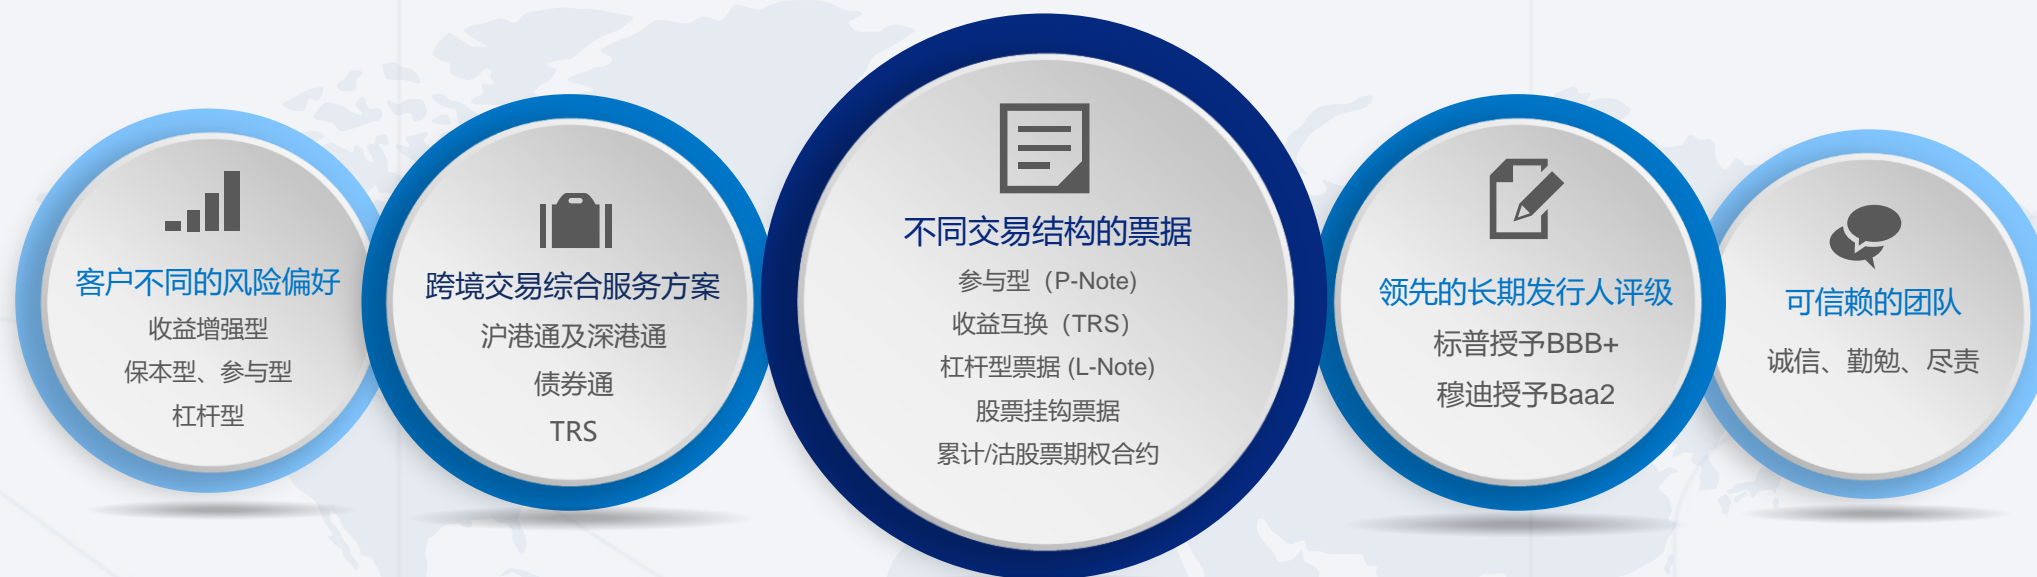 客户不同的风险偏好
收益增强型
保本型、参与型
杠杆型
跨境交易综合服务方案
沪港通及深港通
债券通
TRS
不同交易结构的票据
参与型（P-Note)
收益互换（TRS）
杠杆型票据 (L-Note)
股票挂钩票据
累计/沽股票期权合约
领先的长期发行人评级
标普授予BBB+
穆迪授予Baa2
可信赖的团队
诚信、勤勉、尽责